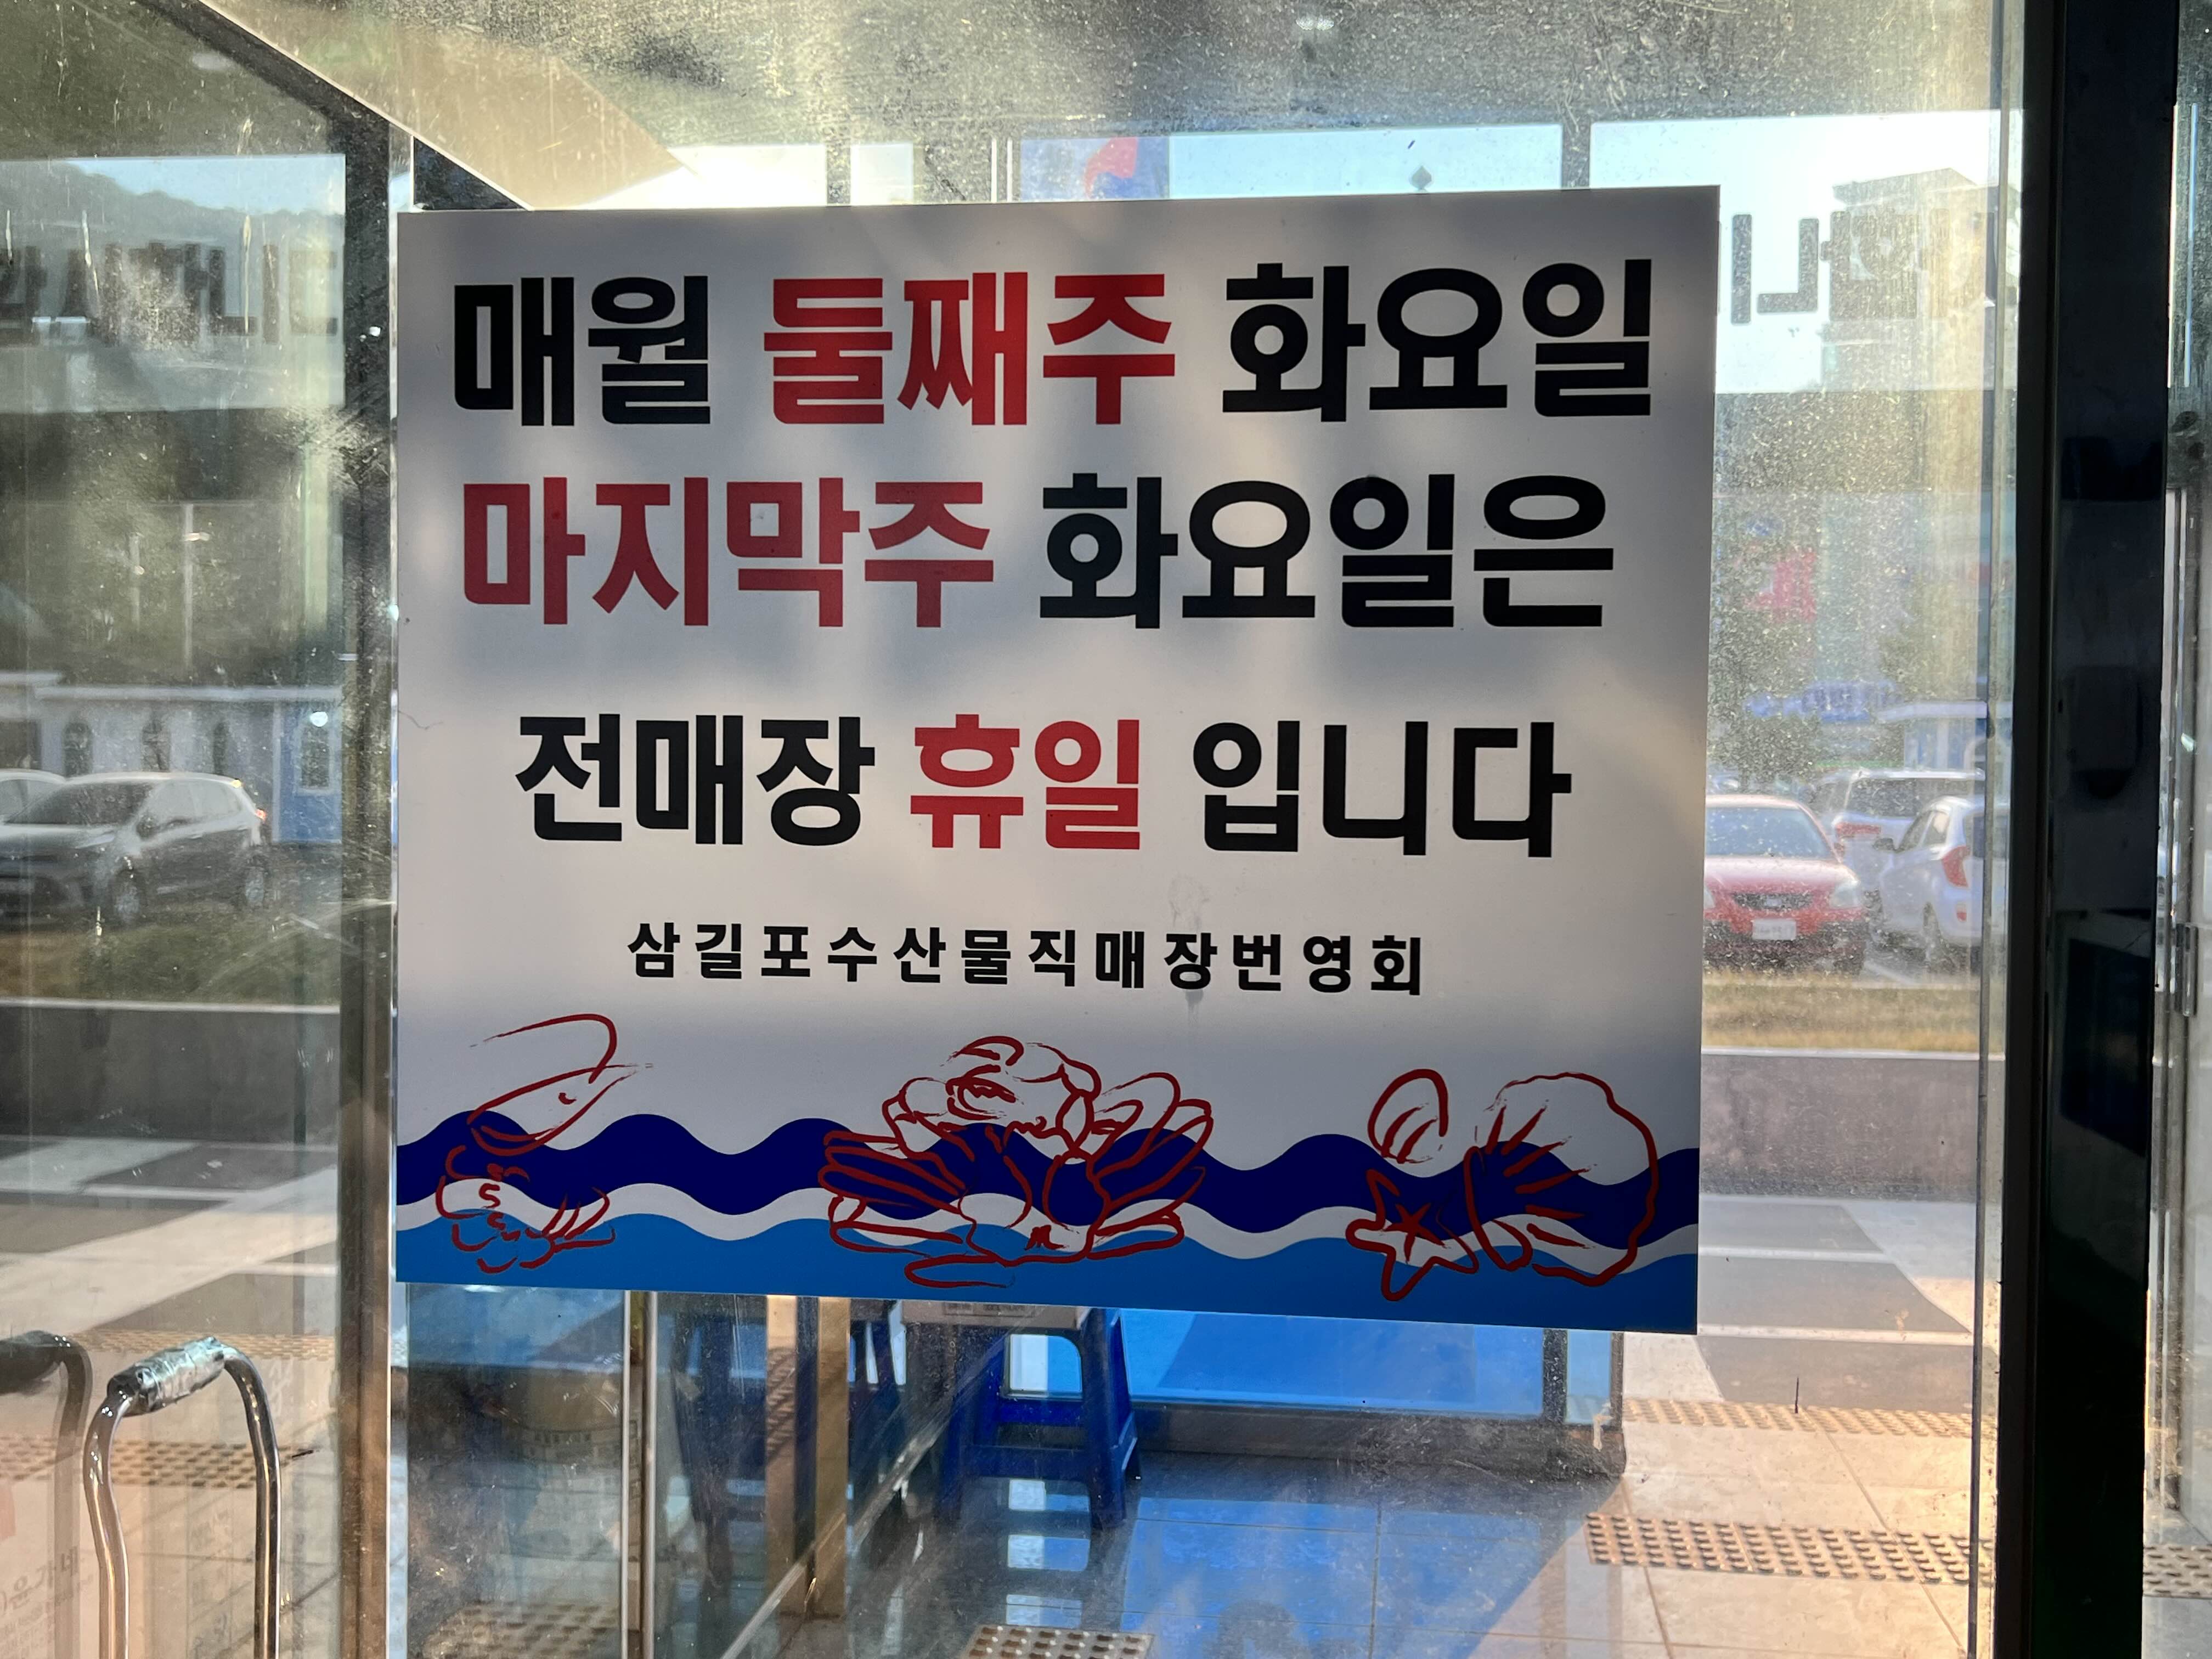 매월 둘째주 화요일
마지막주 화요일은
전매장 휴일 입니다
삼길포수산물직매장번영회